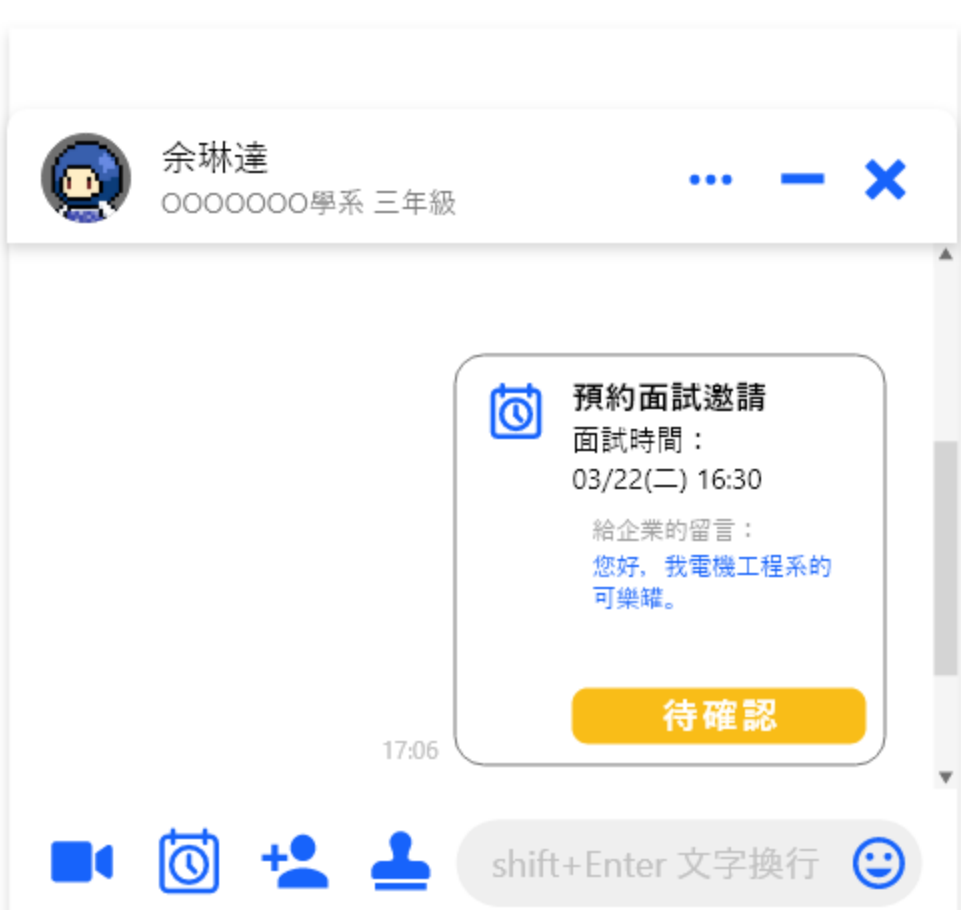 余琳達
OOOOOOO學系 三年級
預約面試邀請
面試時間：
03/22(二) 16:30
給企業的留言：
您好，我電機工程系的
可樂罐。
待確認
17:06
shift+Enter 文字換行